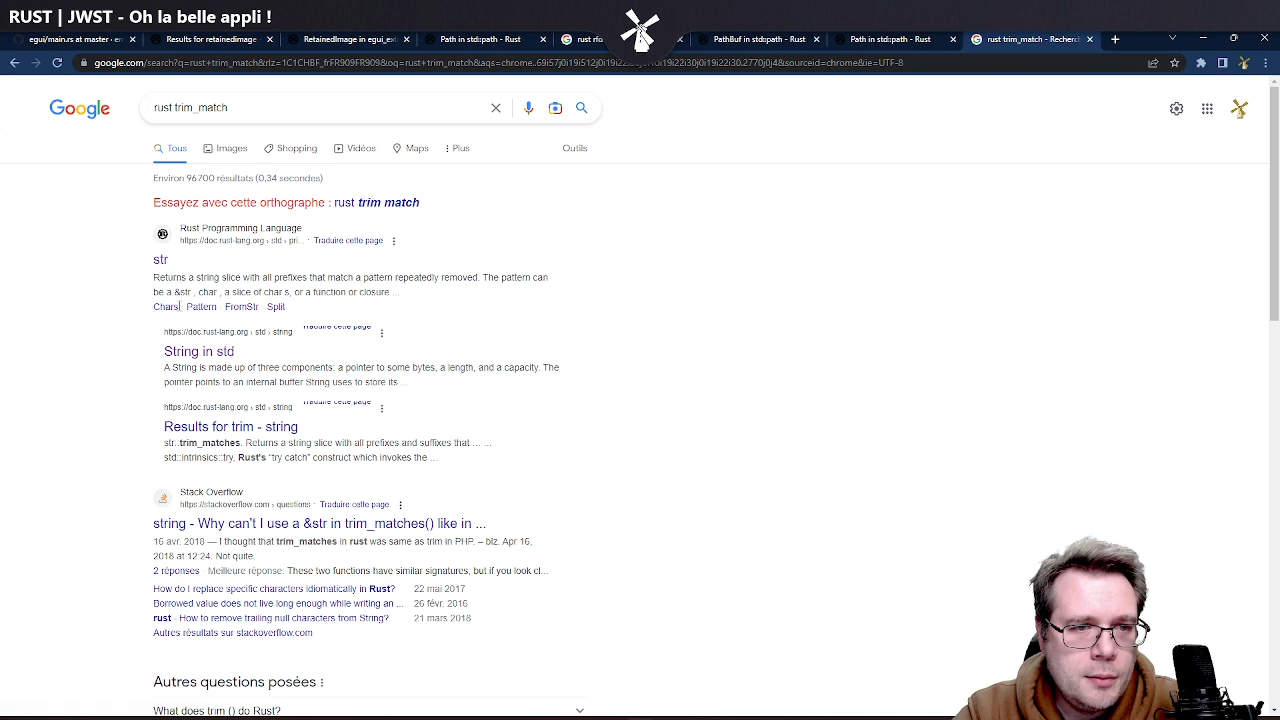 RUST | JWST - Oh la belle appli !
egui/main.rs at master · em
Results for retainedimage -
RetainedImage in egui_ext
Path in std::path - Rust
PathBuf in std::path - Rust
Path in std::path - Rust
rust trim_match - Recherch
Google
rust trim_match
Tous
Images
Shopping
Vidéos
Maps
Plus
Outils
Environ 96 700 résultats (0,34 secondes)
Essayez avec cette orthographe : rust trim match
Rust Programming Language
https://doc.rust-lang.org › std › pri... · Traduire cette page
str
Returns a string slice with all prefixes that match a pattern repeatedly removed. The pattern can
be a &str , char , a slice of char s, or a function or closure ...
Chars · Pattern · FromStr · Split
https://doc.rust-lang.org › std › string
Traduire cette page
String in std
A String is made up of three components: a pointer to some bytes, a length, and a capacity. The
pointer points to an internal buffer String uses to store its ...
https://doc.rust-lang.org › std › string
Traduire cette page
Results for trim - string
str::trim_matches. Returns a string slice with all prefixes and suffixes that ... ...
std::intrinsics::try. Rust's "try catch" construct which invokes the ...
Stack Overflow
https://stackoverflow.com › questions · Traduire cette page
string - Why can't I use a &str in trim_matches() like in ...
16 avr. 2018 — I thought that trim_matches in rust was same as trim in PHP. – blz. Apr 16,
2018 at 12:24. Not quite.
2 réponses · Meilleure réponse: These two functions have similar signatures, but if you look cl...
How do I replace specific characters idiomatically in Rust? 22 mai 2017
Borrowed value does not live long enough while writing an ... 26 févr. 2016
rust - How to remove trailing null characters from String? 21 mars 2018
Autres résultats sur stackoverflow.com
Autres questions posées
What does trim () do Rust?